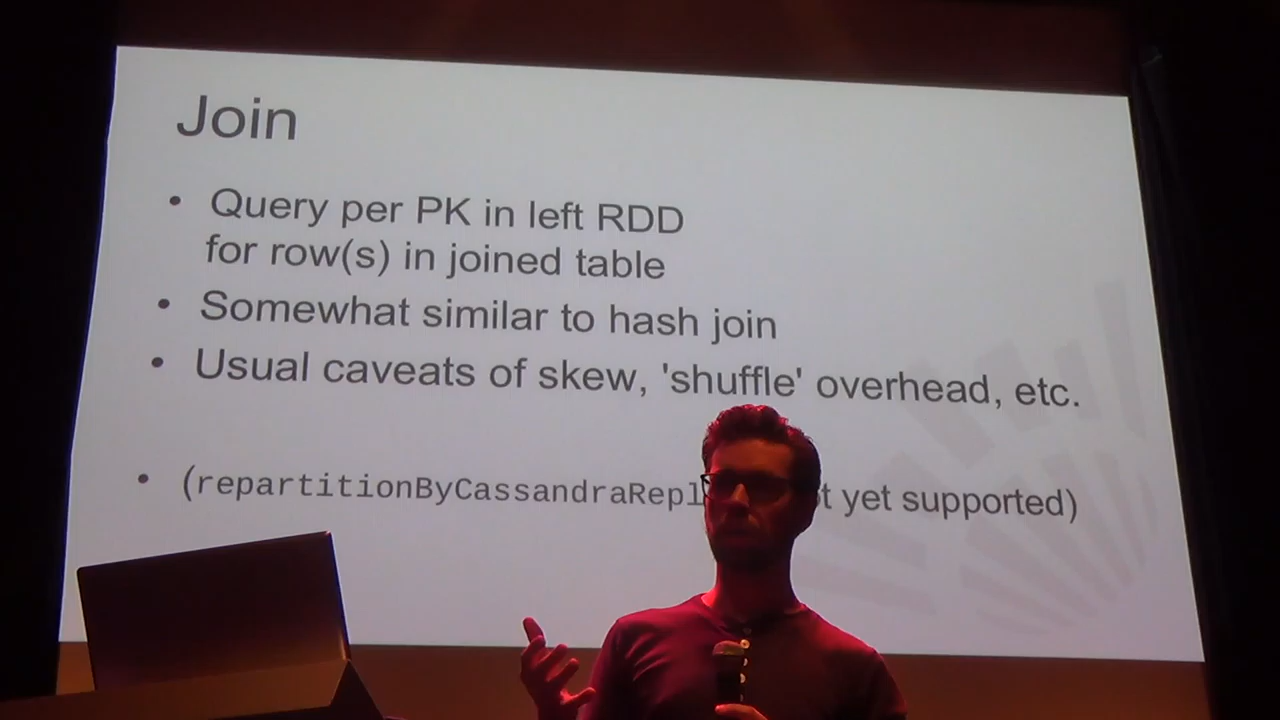 Join
• Query per PK in left RDD
for row(s) in joined table
• Somewhat similar to hash join
• Usual caveats of skew, 'shuffle' overhead, etc.
• (repartitionByCassandraRepl t yet supported)